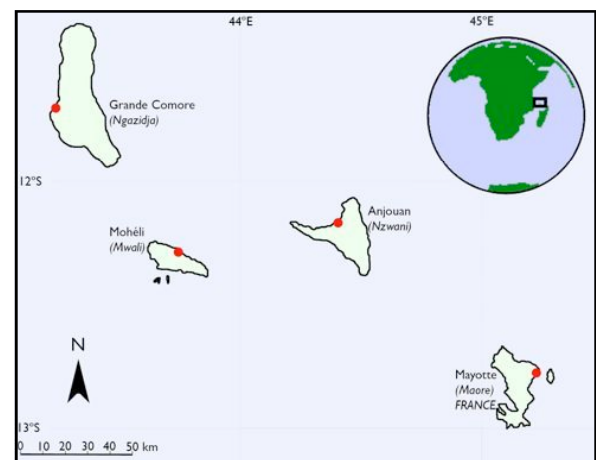 44°E
45°E
Grande Comore
(Ngazidja)
12°S
Anjouan
(Nzwani)
Mohéli
(Mwali)
N
Mayotte
(Maore)
FRANCE
13°S
0 10 20 30 40 50 km